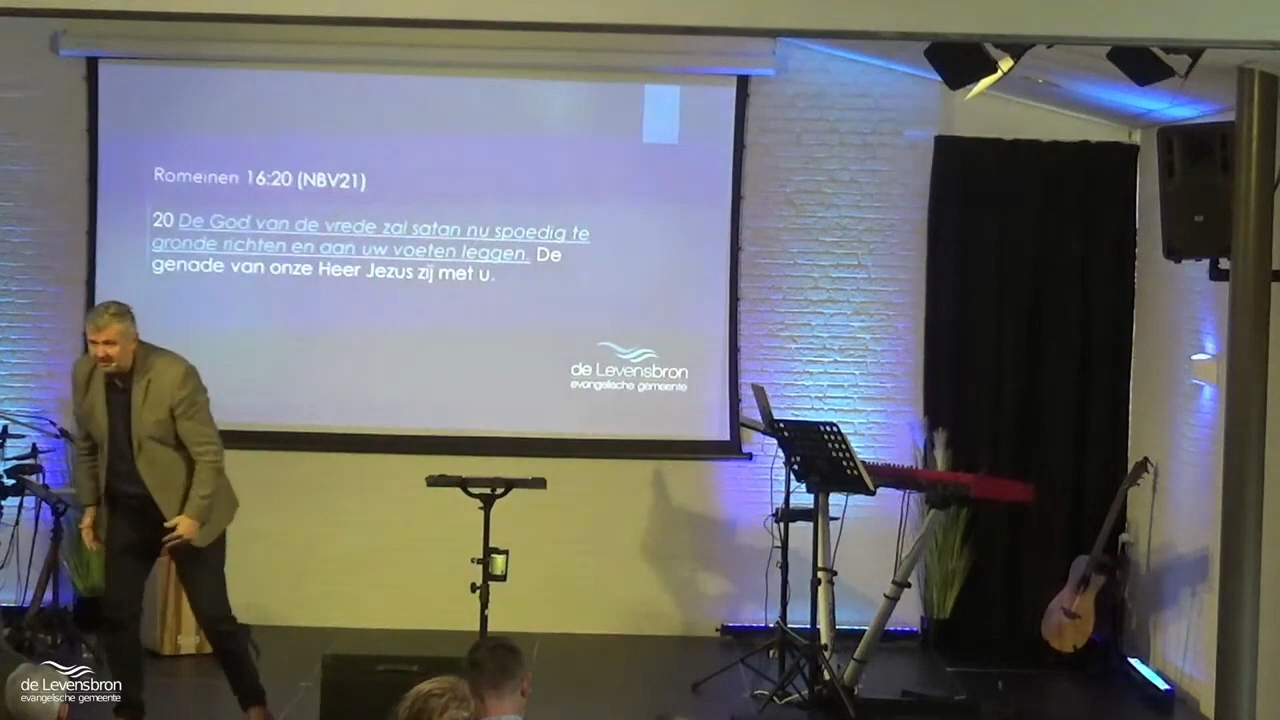 Romeinen 16:20 (NBV21)
20 De God van de vrede zal satan nu spoedig te
gronde richten en aan uw voeten leggen. De
genade van onze Heer Jezus zij met u.
de Levensbron
evangelische gemeente
de Levensbron
evangelische gemeente